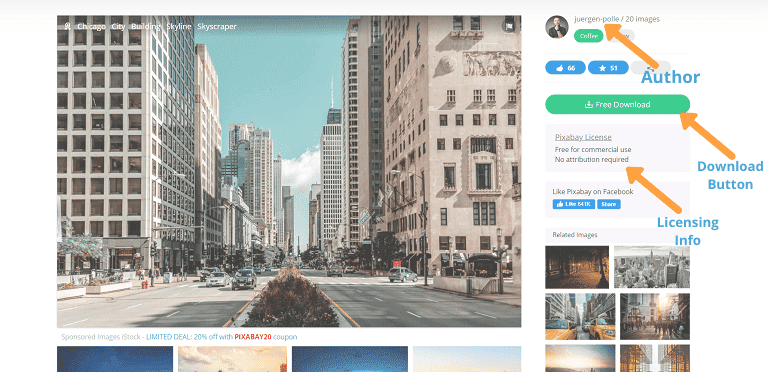 Chicago City Building Skyline Skyscraper
juergen-polle / 20 images
Coffee
66
51
Author
Free Download
Pixabay License
Free for commercial use
No attribution required
Download
Button
Like Pixabay on Facebook
Like 641K
Share
Licensing
Info
Related Images
Sponsored Images iStock - LIMITED DEAL: 20% off with PIXABAY20 coupon